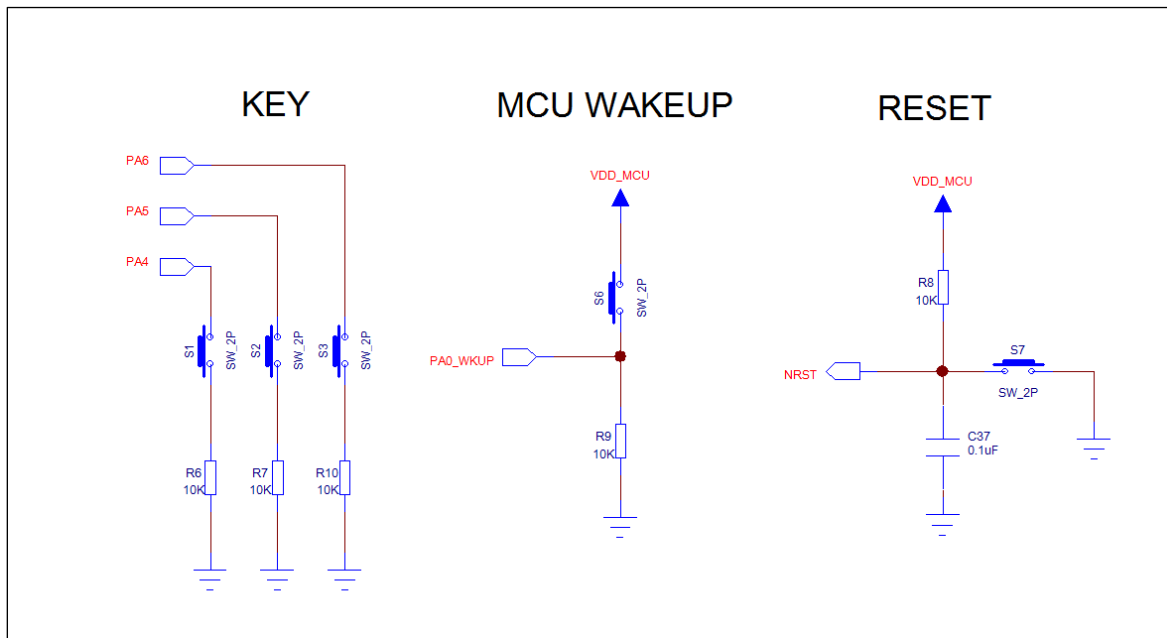 KEY
PA6
PA5
PA4
S1
SW_2P
S2
SW_2P
S3
SW_2P
R6
10K
R7
10K
R10
10K
MCU WAKEUP
VDD_MCU
S6
SW_2P
PA0_WKUP
R9
10K
RESET
VDD_MCU
R8
10K
S7
SW_2P
NRST
C37
0.1uF